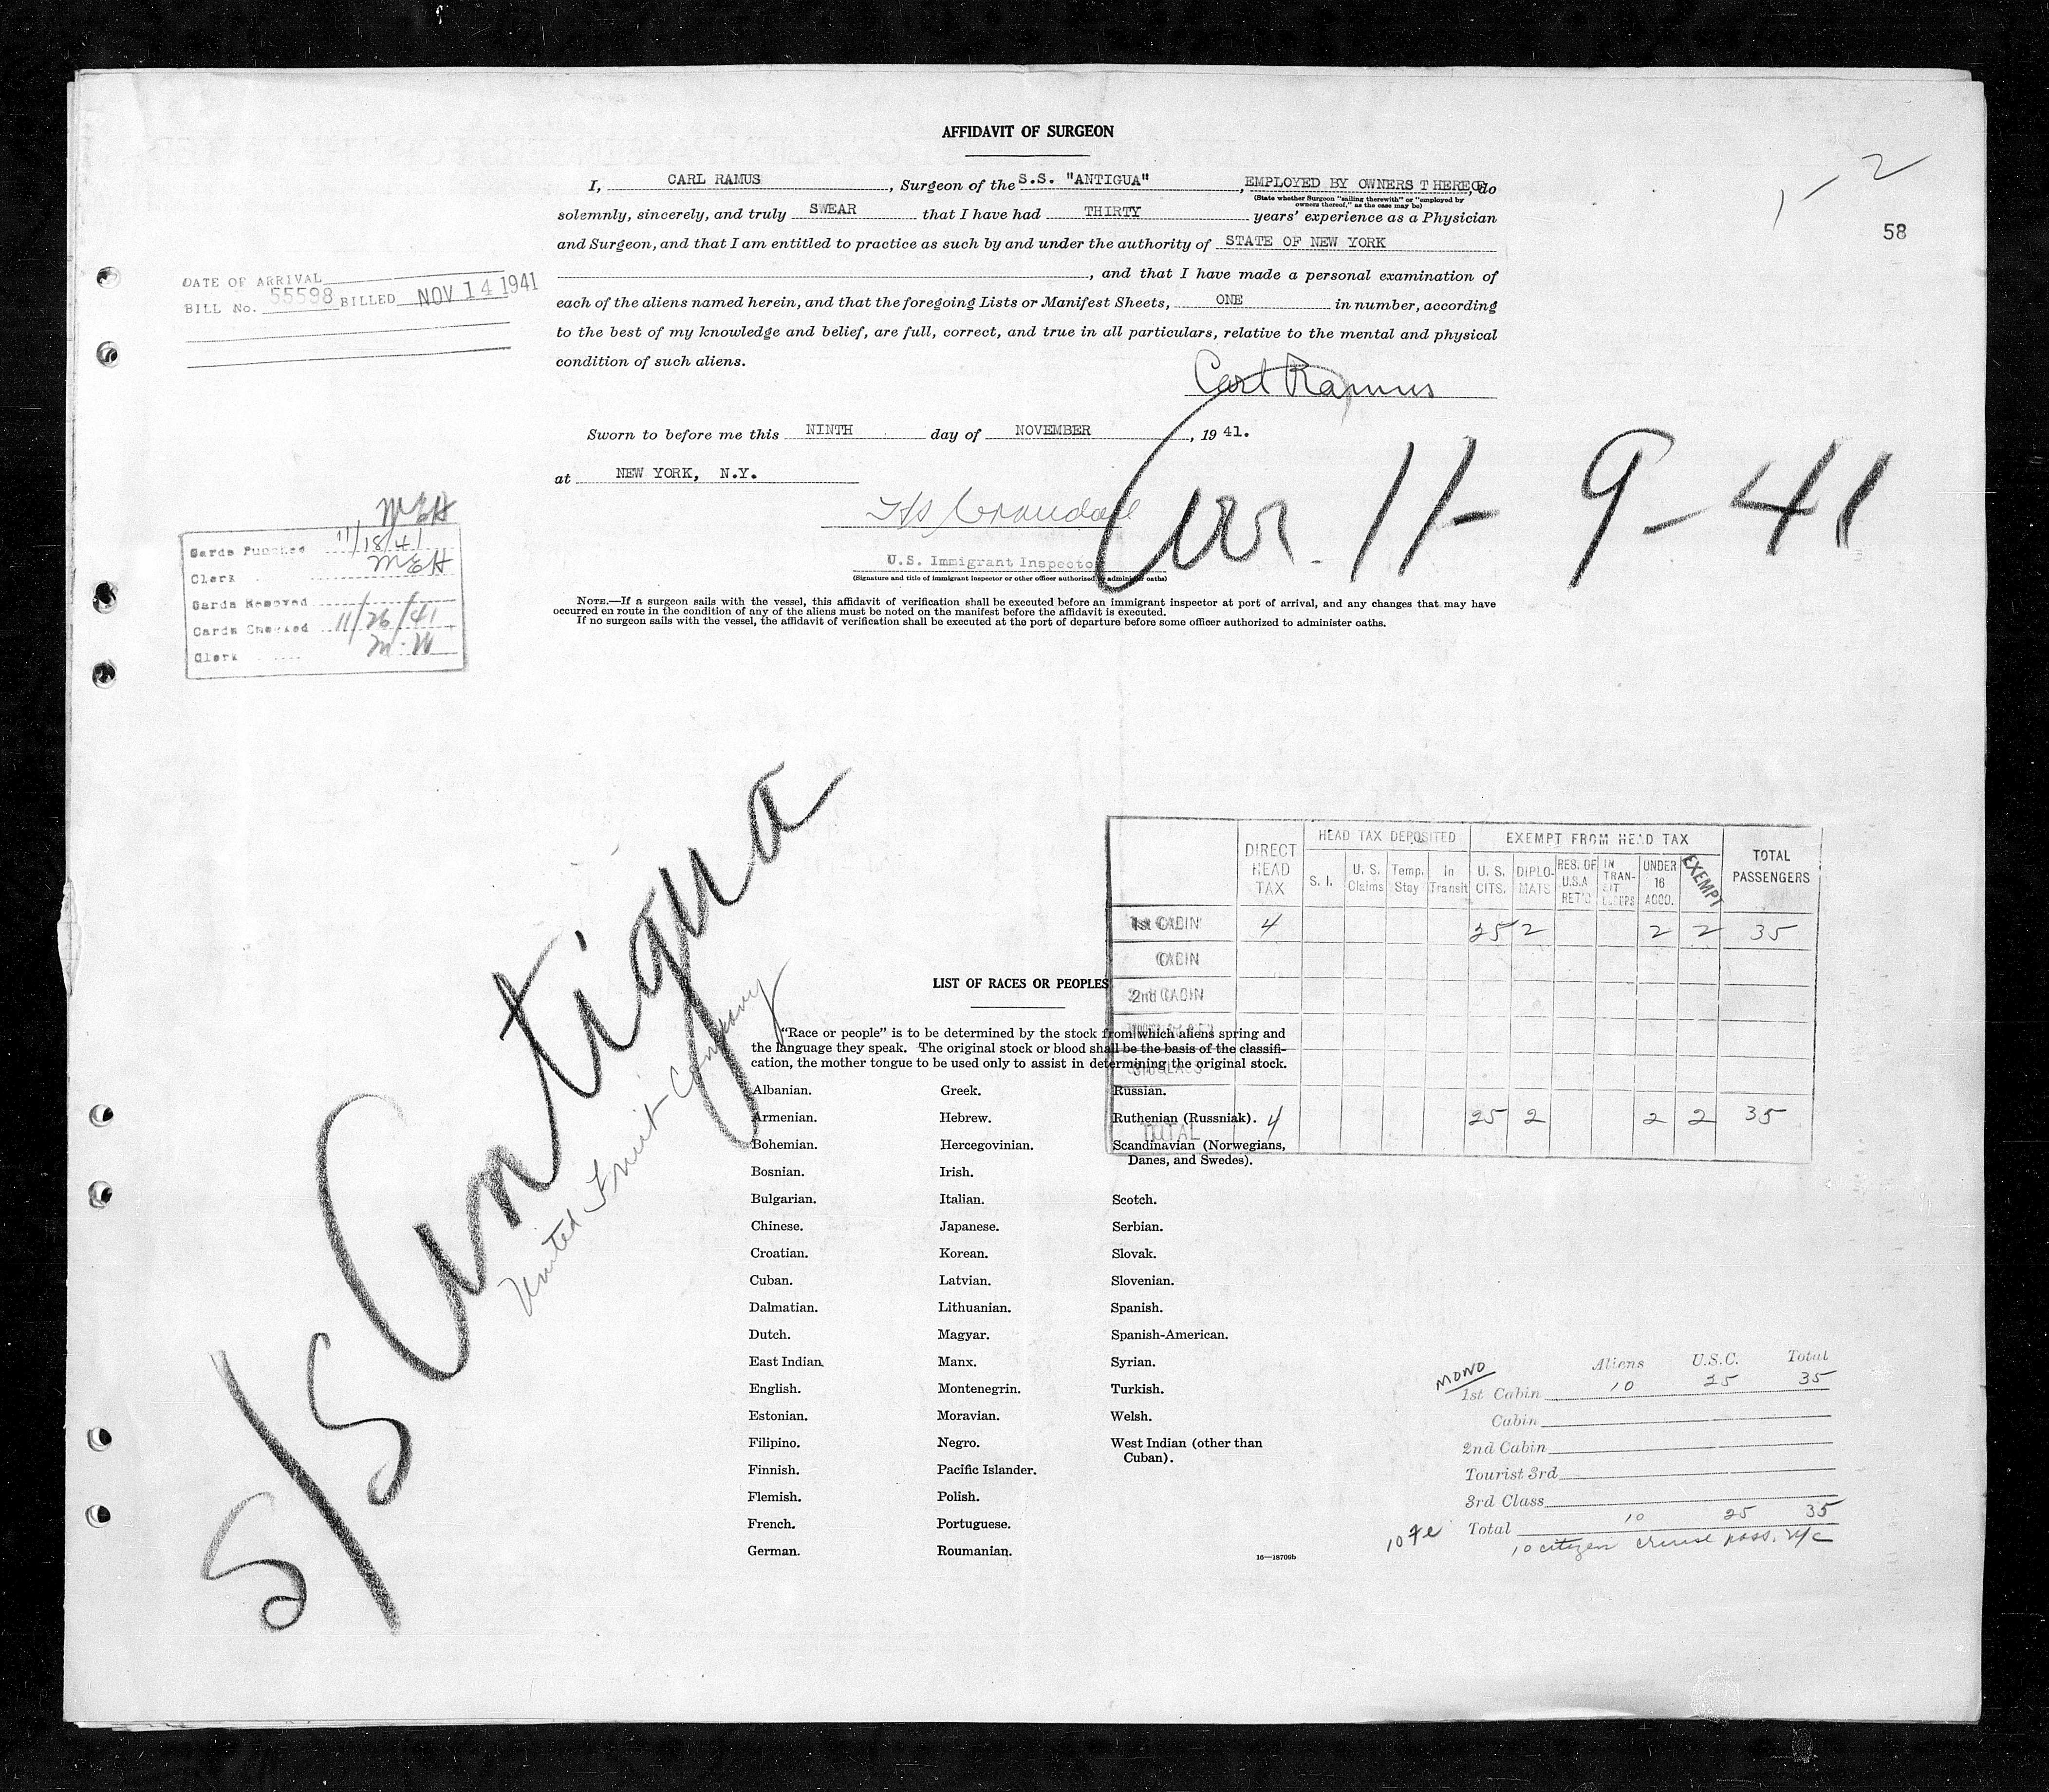 AFFIDAVIT OF SURGEON
1-2
58
I, CARL RAMUS, Surgeon of the S.S. "ANTIGUA", EMPLOYED BY OWNERS THEREOF, do
(State whether Surgeon "sailing therewith" or "employed by
owners thereof," as the case may be)
solemnly, sincerely, and truly SWEAR that I have had THIRTY years' experience as a Physician
and Surgeon, and that I am entitled to practice as such by and under the authority of STATE OF NEW YORK
, and that I have made a personal examination of
each of the aliens named herein, and that the foregoing Lists or Manifest Sheets, ONE in number, according
to the best of my knowledge and belief, are full, correct, and true in all particulars, relative to the mental and physical
condition of such aliens.
Carl Ramus
DATE OF ARRIVAL
BILL No. 55598 BILLED NOV 14 1941
Sworn to before me this NINTH day of NOVEMBER, 1941.
at NEW YORK, N.Y.
Crandall
U.S. Immigrant Inspector
(Signature and title of immigrant inspector or other officer authorized to administer oaths)
Arr. 11-9-41
MEH
Cards Punched 11/18/41
Clerk MEH
Cards Removed
Cards Checked 11/26/41
Clerk M.W
NOTE.—If a surgeon sails with the vessel, this affidavit of verification shall be executed before an immigrant inspector at port of arrival, and any changes that may have
occurred en route in the condition of any of the aliens must be noted on the manifest before the affidavit is executed.
If no surgeon sails with the vessel, the affidavit of verification shall be executed at the port of departure before some officer authorized to administer oaths.
S/S Antigua
United Fruit Company
DIRECT HEAD TAX
HEAD TAX DEPOSITED
EXEMPT FROM HEAD TAX
TOTAL PASSENGERS
S. I. U. S. Claims Temp. Stay In Transit U. S. CITS. DIPLOMATS RES. OF U.S.A RET'G IN TRANSIT UNDER 16 ACCD. EXEMPT
1st CABIN 4 25 2 2 2 35
CABIN
2nd CABIN
TOTAL 4 25 2 2 2 35
LIST OF RACES OR PEOPLES
"Race or people" is to be determined by the stock from which aliens spring and
the language they speak. The original stock or blood shall be the basis of the classifi-
cation, the mother tongue to be used only to assist in determining the original stock.
Albanian.
Armenian.
Bohemian.
Bosnian.
Bulgarian.
Chinese.
Croatian.
Cuban.
Dalmatian.
Dutch.
East Indian.
English.
Estonian.
Filipino.
Finnish.
Flemish.
French.
German.
Greek.
Hebrew.
Hercegovinian.
Irish.
Italian.
Japanese.
Korean.
Latvian.
Lithuanian.
Magyar.
Manx.
Montenegrin.
Moravian.
Negro.
Pacific Islander.
Polish.
Portuguese.
Roumanian.
Russian.
Ruthenian (Russniak).
Scandinavian (Norwegians,
Danes, and Swedes).
Scotch.
Serbian.
Slovak.
Slovenian.
Spanish.
Spanish-American.
Syrian.
Turkish.
Welsh.
West Indian (other than
Cuban).
16—18709b
MONO
Aliens U.S.C. Total
1st Cabin 10 25 35
Cabin
2nd Cabin
Tourist 3rd
3rd Class
Total 10 25 35
10 citizen cruise pass.